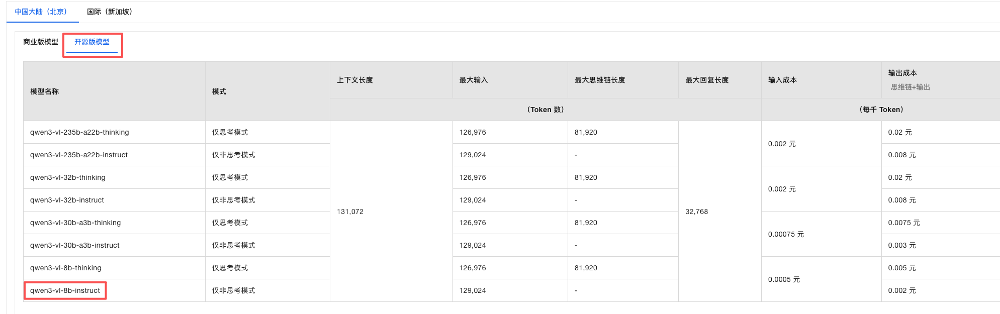 中国大陆（北京） 国际（新加坡）
商业版模型 开源版模型
模型名称 模式 上下文长度 最大输入 最大思维链长度 最大回复长度 输入成本 输出成本
思维链+输出
（Token 数） （每千 Token）
qwen3-vl-235b-a22b-thinking 仅思考模式 131,072 126,976 81,920 32,768 0.002 元 0.02 元
qwen3-vl-235b-a22b-instruct 仅非思考模式 129,024 - 0.008 元
qwen3-vl-32b-thinking 仅思考模式 126,976 81,920 0.002 元 0.02 元
qwen3-vl-32b-instruct 仅非思考模式 129,024 - 0.008 元
qwen3-vl-30b-a3b-thinking 仅思考模式 126,976 81,920 0.00075 元 0.0075 元
qwen3-vl-30b-a3b-instruct 仅非思考模式 129,024 - 0.003 元
qwen3-vl-8b-thinking 仅思考模式 126,976 81,920 0.0005 元 0.005 元
qwen3-vl-8b-instruct 仅非思考模式 129,024 - 0.002 元